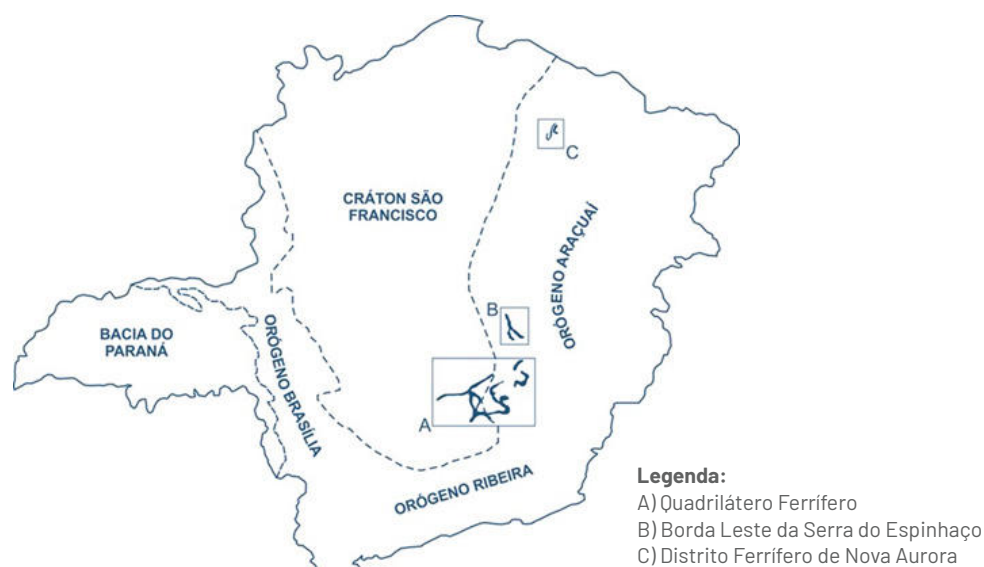 C
CRÁTON SÃO
FRANCISCO
ORÓGENO ARAÇUAÍ
B
BACIA DO
PARANÁ
ORÓGENO BRASÍLIA
A
ORÓGENO RIBEIRA
Legenda:
A) Quadrilátero Ferrífero
B) Borda Leste da Serra do Espinhaço
C) Distrito Ferrífero de Nova Aurora